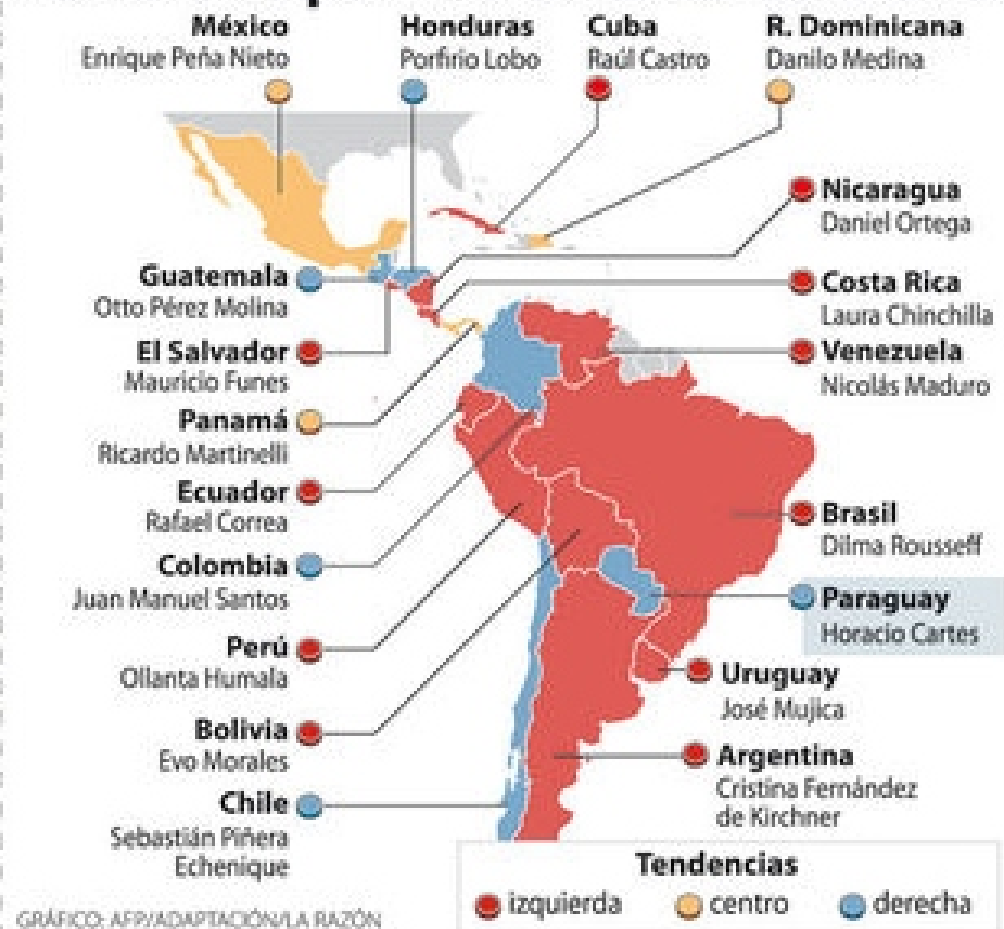 México
Enrique Peña Nieto
Honduras
Porfirio Lobo
Cuba
Raúl Castro
R. Dominicana
Danilo Medina
Nicaragua
Daniel Ortega
Guatemala
Otto Pérez Molina
Costa Rica
Laura Chinchilla
El Salvador
Mauricio Funes
Venezuela
Nicolás Maduro
Panamá
Ricardo Martinelli
Ecuador
Rafael Correa
Brasil
Dilma Rousseff
Colombia
Juan Manuel Santos
Paraguay
Horacio Cartes
Perú
Ollanta Humala
Uruguay
José Mujica
Bolivia
Evo Morales
Argentina
Cristina Fernández
de Kirchner
Chile
Sebastián Piñera
Echenique
Tendencias
izquierda
centro
derecha
GRÁFICO: AFP/ADAPTACIÓN/LA RAZÓN